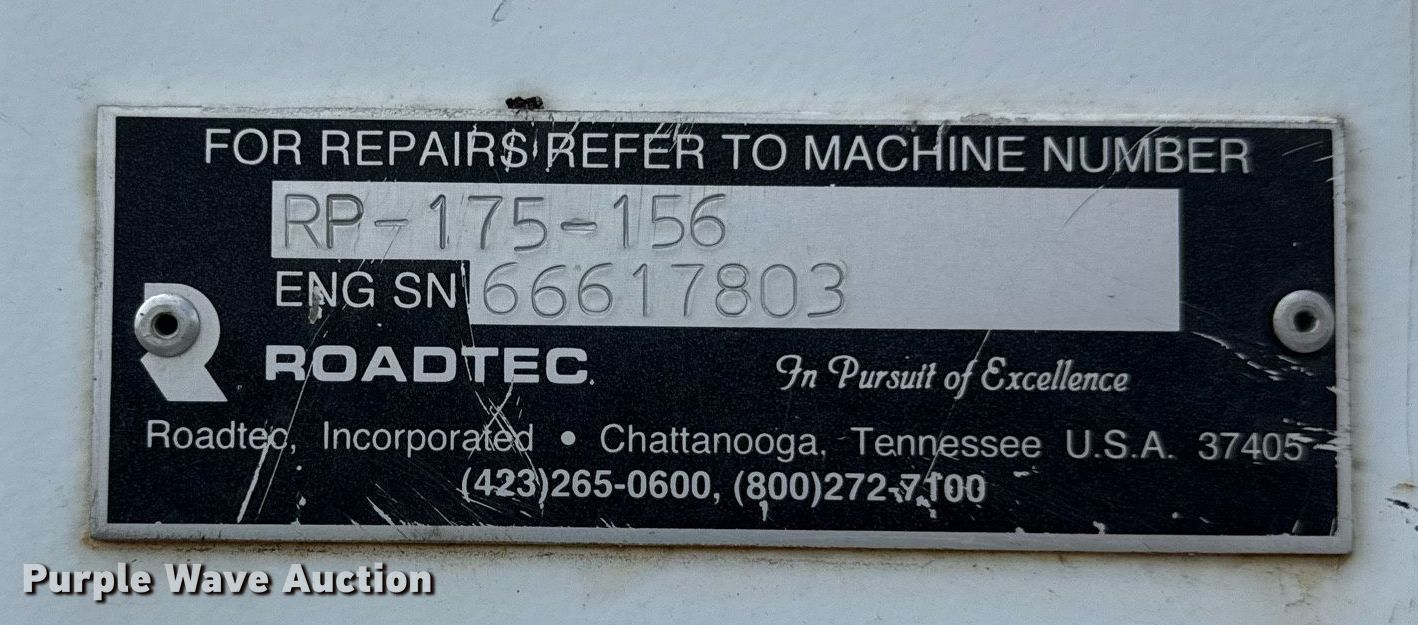 FOR REPAIRS REFER TO MACHINE NUMBER
RP-175-156
ENG SN 66617803
ROADTEC.
In Pursuit of Excellence
Roadtec, Incorporated • Chattanooga, Tennessee U.S.A. 37405
(423)265-0600, (800)272-7100
Purple Wave Auction